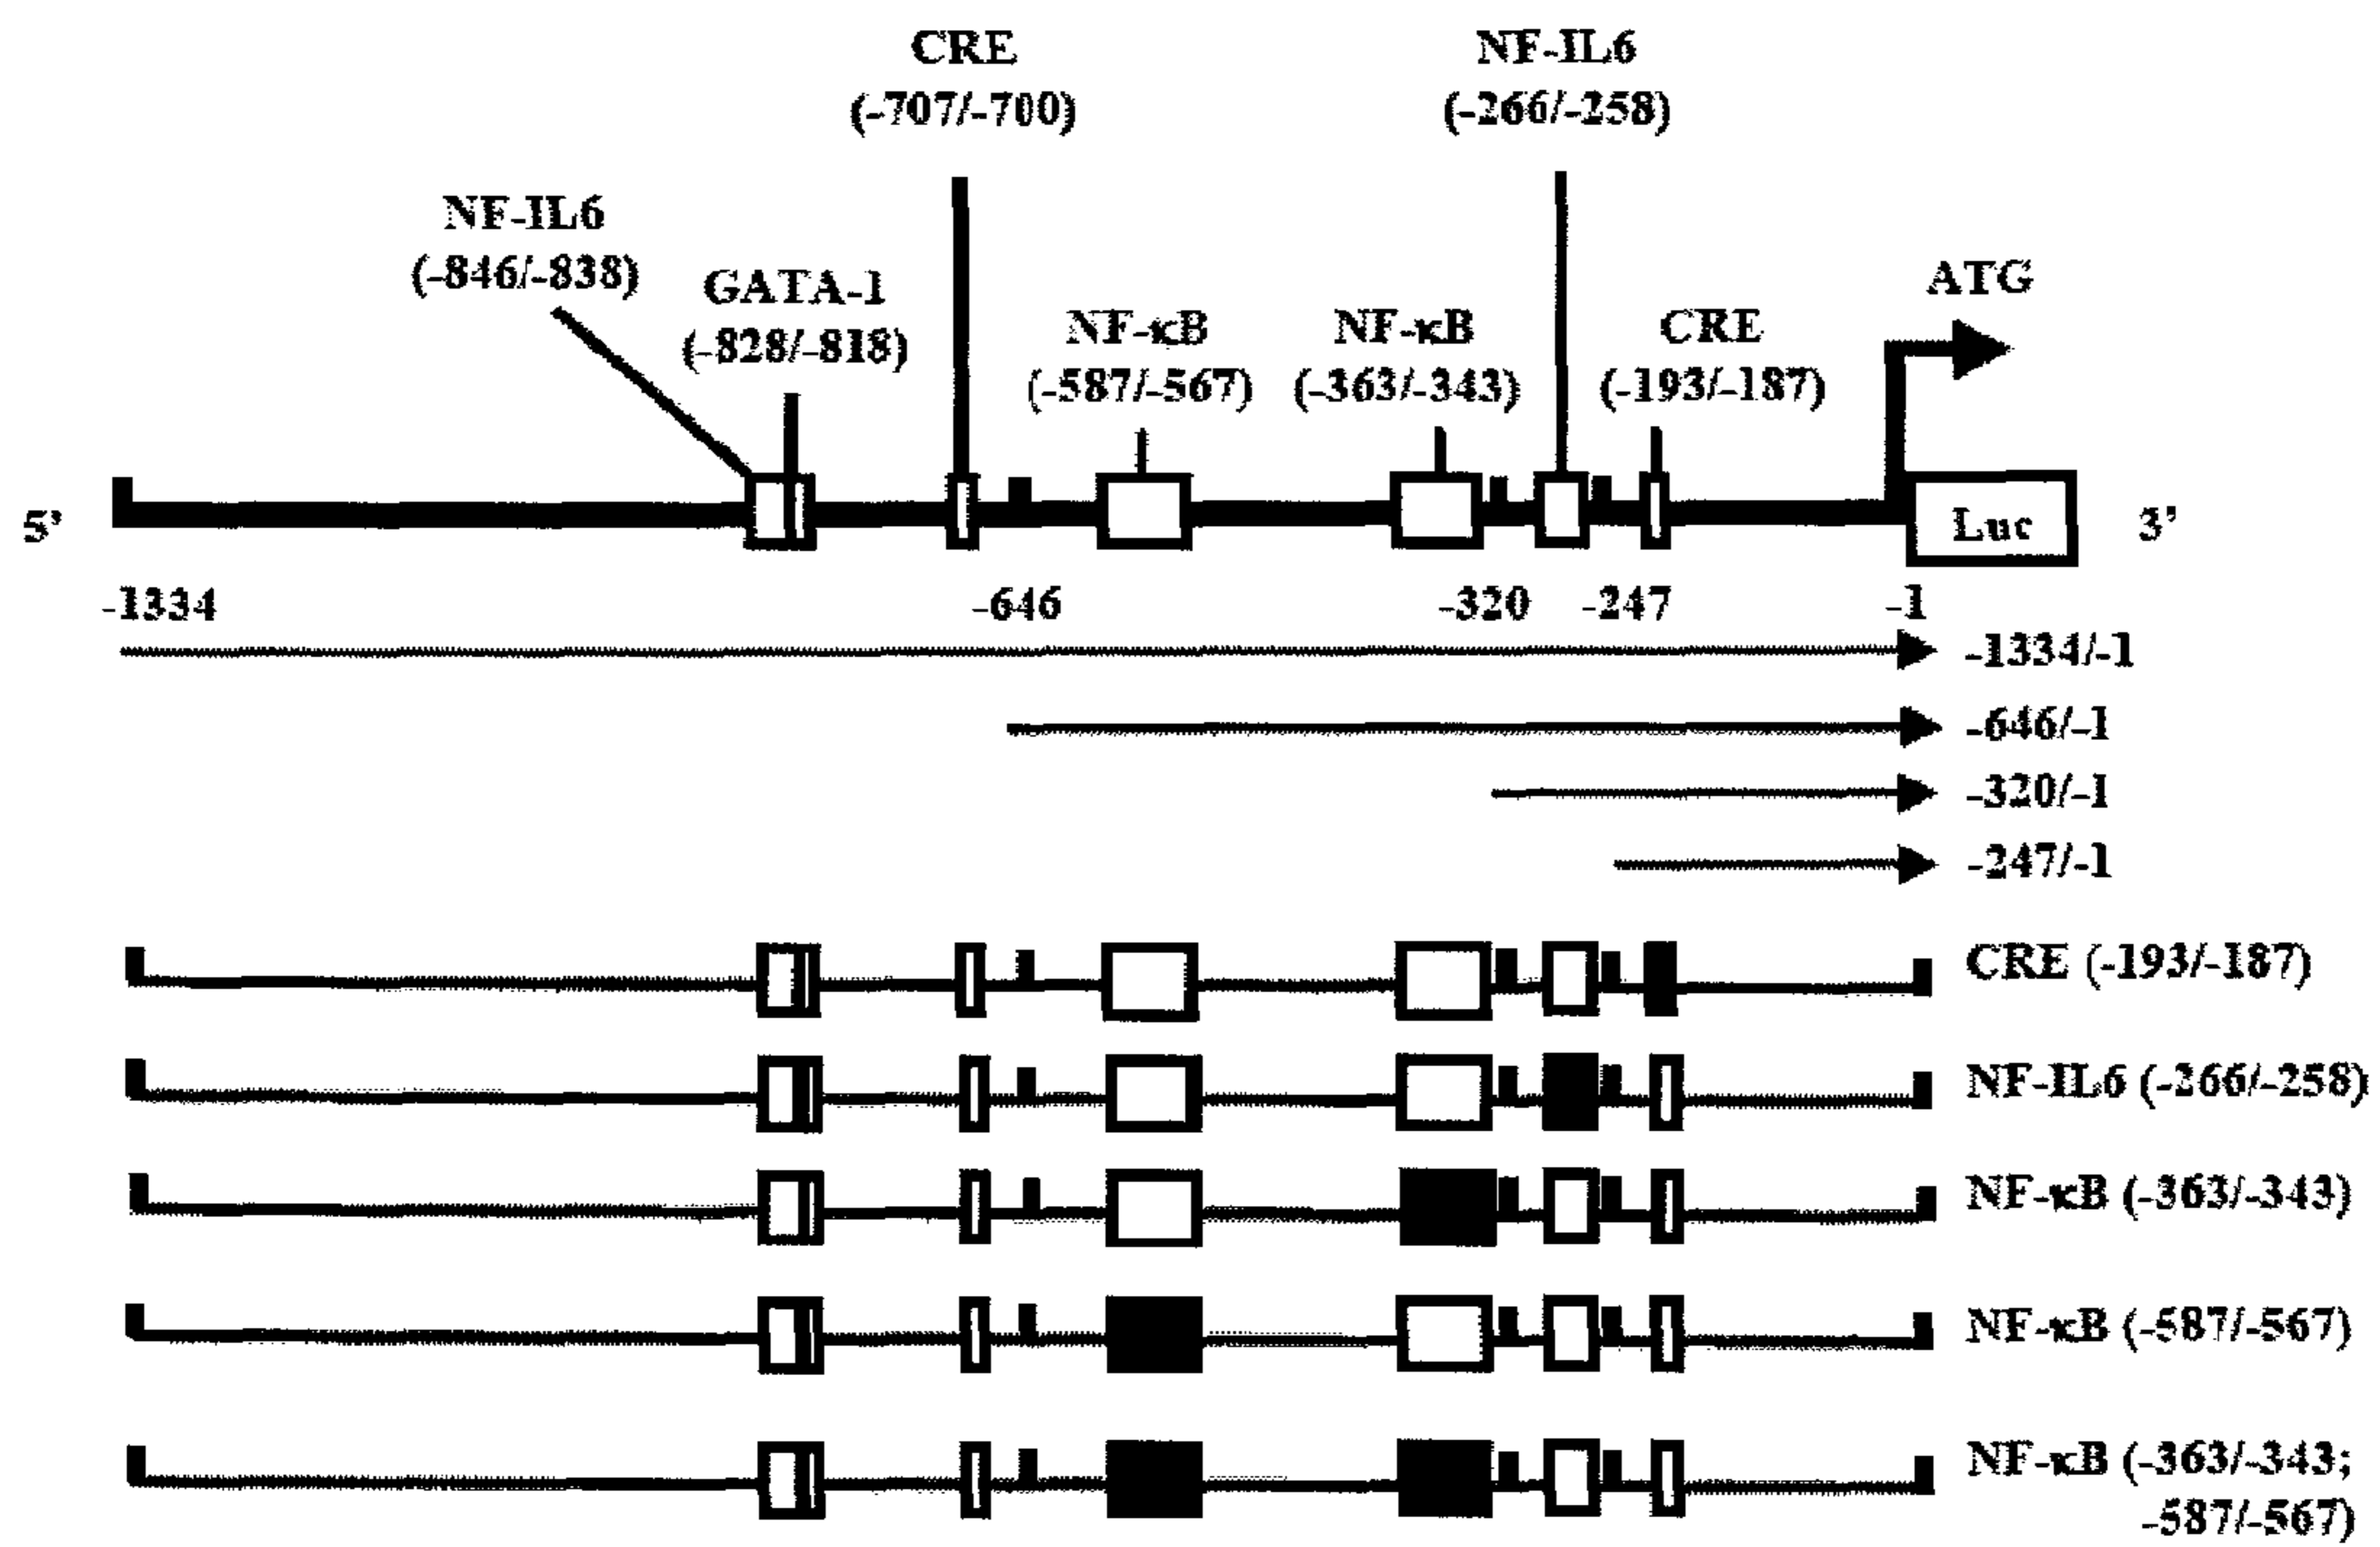 CRE
(-707/-700)
NF-IL6
(-266/-258)
NF-IL6
(-846/-838)
GATA-1
(-828/-818)
NF-κB
(-587/-567)
NF-κB
(-363/-343)
CRE
(-193/-187)
ATG
5’
Luc
3’
-1334
-646
-320
-247
-1
-1334/-1
-646/-1
-320/-1
-247/-1
CRE (-193/-187)
NF-IL6 (-266/-258)
NF-κB (-363/-343)
NF-κB (-587/-567)
NF-κB (-363/-343;
-587/-567)